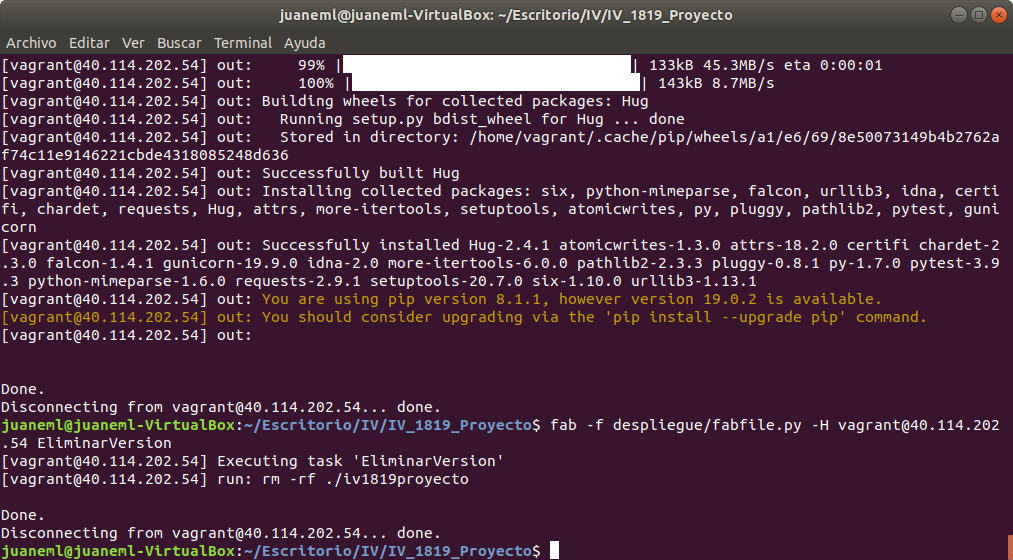 juaneml@juaneml-VirtualBox: ~/Escritorio/IV/IV_1819_Proyecto
Archivo Editar Ver Buscar Terminal Ayuda
[vagrant@40.114.202.54] out:     99% |                                | 133kB 45.3MB/s eta 0:00:01
[vagrant@40.114.202.54] out:     100% |                                | 143kB 8.7MB/s
[vagrant@40.114.202.54] out: Building wheels for collected packages: Hug
[vagrant@40.114.202.54] out:   Running setup.py bdist_wheel for Hug ... done
[vagrant@40.114.202.54] out:   Stored in directory: /home/vagrant/.cache/pip/wheels/a1/e6/69/8e50073149b4b2762a
f74c11e9146221cbde4318085248d636
[vagrant@40.114.202.54] out: Successfully built Hug
[vagrant@40.114.202.54] out: Installing collected packages: six, python-mimeparse, falcon, urllib3, idna, certi
fi, chardet, requests, Hug, attrs, more-itertools, setuptools, atomicwrites, py, pluggy, pathlib2, pytest, guni
corn
[vagrant@40.114.202.54] out: Successfully installed Hug-2.4.1 atomicwrites-1.3.0 attrs-18.2.0 certifi chardet-2
.3.0 falcon-1.4.1 gunicorn-19.9.0 idna-2.0 more-itertools-6.0.0 pathlib2-2.3.3 pluggy-0.8.1 py-1.7.0 pytest-3.9
.3 python-mimeparse-1.6.0 requests-2.9.1 setuptools-20.7.0 six-1.10.0 urllib3-1.13.1
[vagrant@40.114.202.54] out: You are using pip version 8.1.1, however version 19.0.2 is available.
[vagrant@40.114.202.54] out: You should consider upgrading via the 'pip install --upgrade pip' command.
[vagrant@40.114.202.54] out:
Done.
Disconnecting from vagrant@40.114.202.54... done.
juaneml@juaneml-VirtualBox:~/Escritorio/IV/IV_1819_Proyecto$ fab -f despliegue/fabfile.py -H vagrant@40.114.202
.54 EliminarVersion
[vagrant@40.114.202.54] Executing task 'EliminarVersion'
[vagrant@40.114.202.54] run: rm -rf ./iv1819proyecto
Done.
Disconnecting from vagrant@40.114.202.54... done.
juaneml@juaneml-VirtualBox:~/Escritorio/IV/IV_1819_Proyecto$